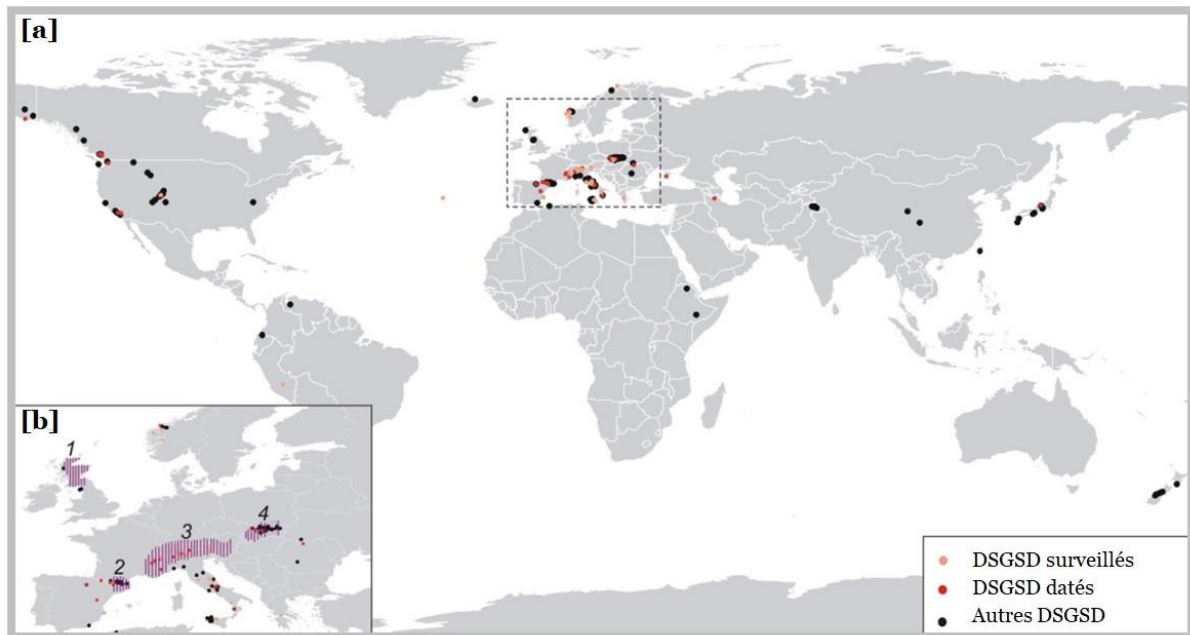 [a]
[b]
1
2
3
4
DSGSD surveillés
DSGSD datés
Autres DSGSD